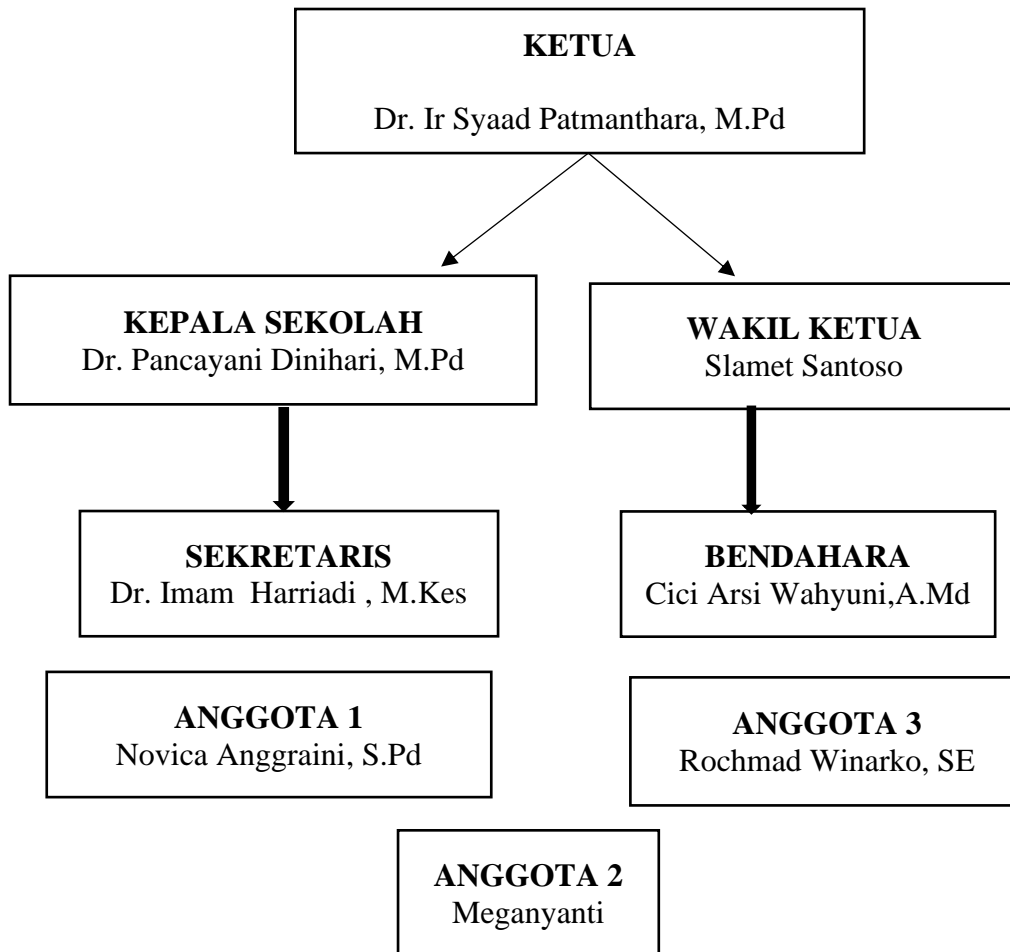 KETUA
Dr. Ir Syaad Patmanthara, M.Pd
KEPALA SEKOLAH
Dr. Pancayani Dinihari, M.Pd
WAKIL KETUA
Slamet Santoso
SEKRETARIS
Dr. Imam  Harriadi , M.Kes
BENDAHARA
Cici Arsi Wahyuni,A.Md
ANGGOTA 1
Novica Anggraini, S.Pd
ANGGOTA 3
Rochmad Winarko, SE
ANGGOTA 2
Meganyanti